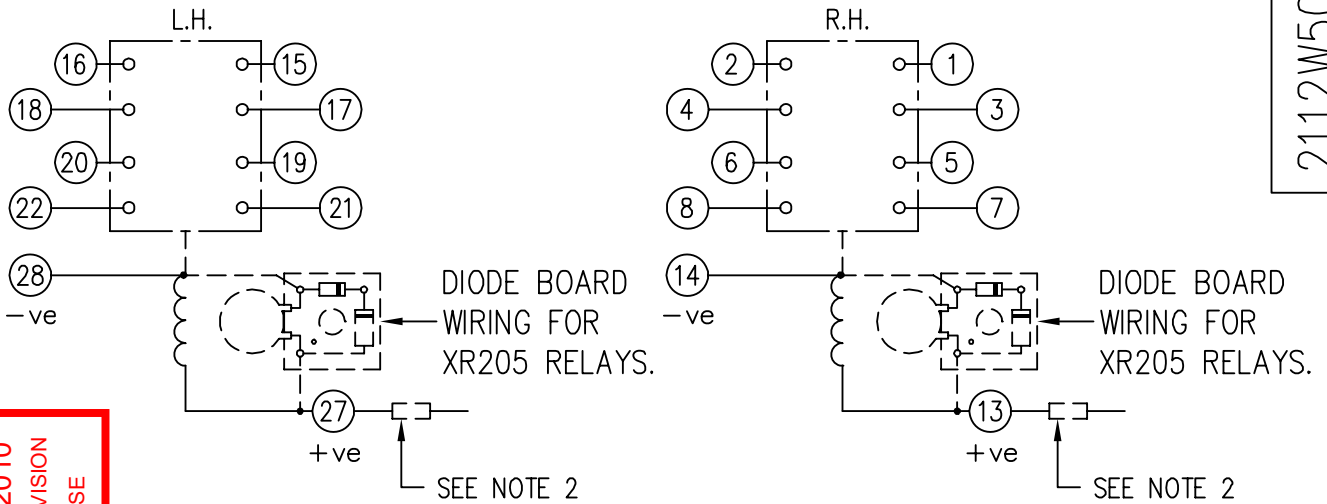 L.H.
16
15
18
17
20
19
22
21
28
-ve
DIODE BOARD
WIRING FOR
XR205 RELAYS.
27
+ve
SEE NOTE 2
R.H.
2
1
4
3
6
5
8
7
14
-ve
DIODE BOARD
WIRING FOR
XR205 RELAYS.
13
+ve
SEE NOTE 2